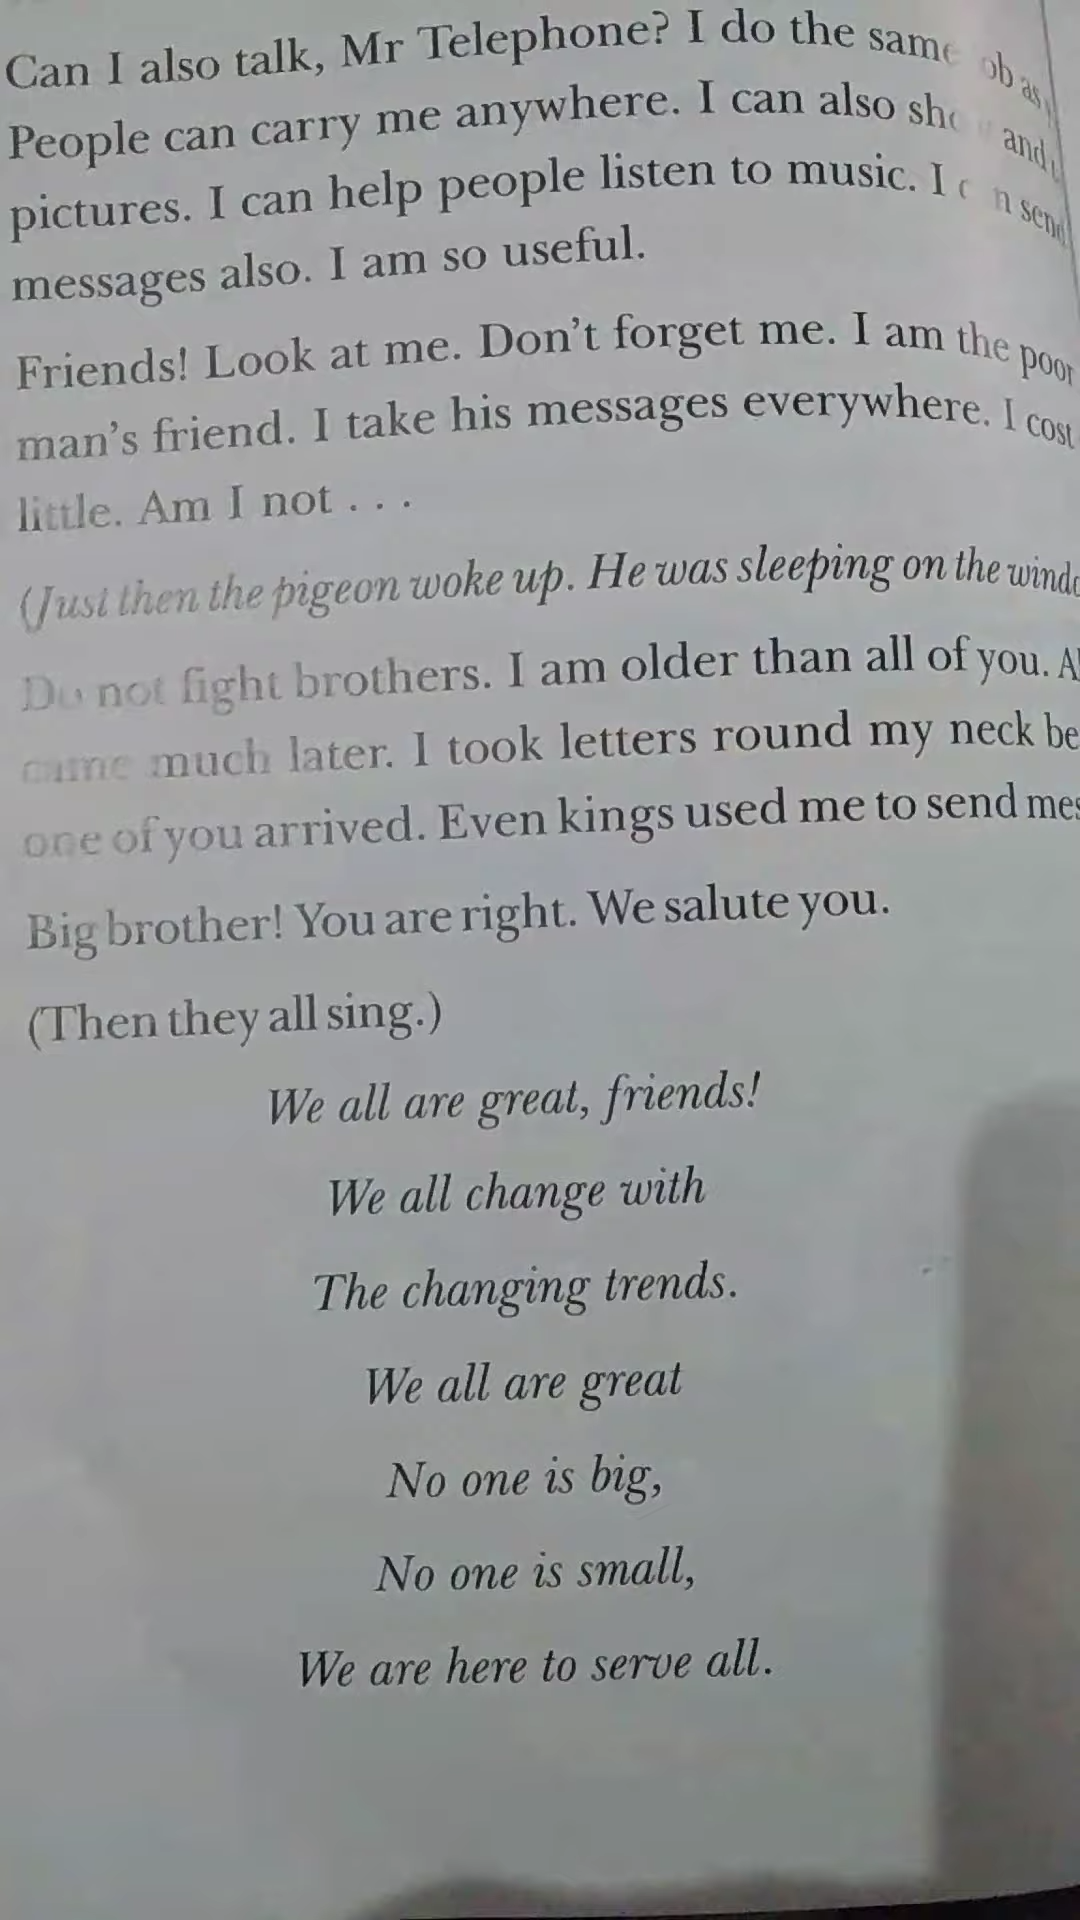 Can I also talk, Mr Telephone? I do the same as
People can carry me anywhere. I can also and
pictures. I can help people listen to music. I send
messages also. I am so useful.
Friends! Look at me. Don't forget me. I am the poor
man's friend. I take his messages everywhere. I cost
little. Am I not . . .
(Just then the pigeon woke up. He was sleeping on the
Do not fight brothers. I am older than all of you.
came much later. I took letters round my neck
one of you arrived. Even kings used me to send
Big brother! You are right. We salute you.
(Then they all sing.)
We all are great, friends!
We all change with
The changing trends.
We all are great
No one is big,
No one is small,
We are here to serve all.